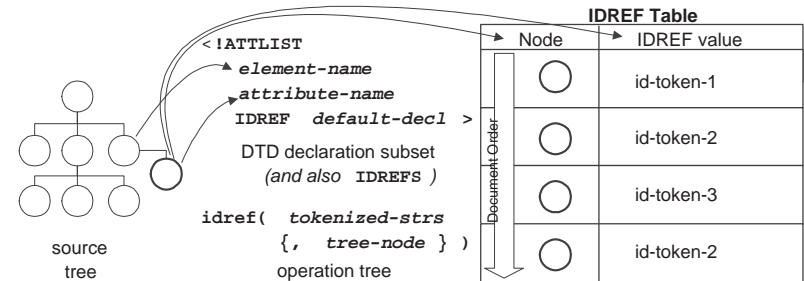 IDREF Table
Node IDREF value
<!ATTLIST
element-name
attribute-name
IDREF default-decl >
DTD declaration subset
(and also IDREFS )
idref( tokenized-strs
{, tree-node } )
operation tree
source
tree
Document Order
id-token-1
id-token-2
id-token-3
id-token-2